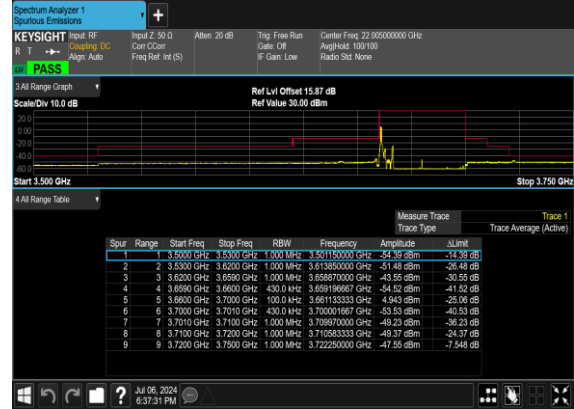 Spectrum Analyzer 1
Spurious Emissions
KEYSIGHT Input: RF Input Z: 50 Ω Atten: 20 dB Trig: Free Run Center Freq: 22.005000000 GHz
R T Coupling: DC Corr CCorr Gate: Off Avg|Hold: 100/100
Align: Auto Freq Ref: Int (S) IF Gain: Low Radio Std: None
PASS
3 All Range Graph
Ref Lvl Offset 15.87 dB
Scale/Div 10.0 dB Ref Value 30.00 dBm
20.0
0.00
-20.0
-40.0
-60.0
Start 3.500 GHz Stop 3.750 GHz
4 All Range Table
Measure Trace Trace 1
Trace Type Trace Average (Active)
Spur Range Start Freq Stop Freq RBW Frequency Amplitude ΔLimit
1 1 3.5000 GHz 3.5300 GHz 1.000 MHz 3.501150000 GHz -54.39 dBm -14.39 dB
2 2 3.5300 GHz 3.6200 GHz 1.000 MHz 3.613850000 GHz -51.48 dBm -26.48 dB
3 3 3.6200 GHz 3.6590 GHz 1.000 MHz 3.658870000 GHz -43.55 dBm -30.55 dB
4 4 3.6590 GHz 3.6600 GHz 430.0 kHz 3.659196667 GHz -54.52 dBm -41.52 dB
5 5 3.6600 GHz 3.7000 GHz 100.0 kHz 3.661133333 GHz 4.943 dBm -25.06 dB
6 6 3.7000 GHz 3.7010 GHz 430.0 kHz 3.700001667 GHz -53.53 dBm -40.53 dB
7 7 3.7010 GHz 3.7100 GHz 1.000 MHz 3.709970000 GHz -49.23 dBm -36.23 dB
8 8 3.7100 GHz 3.7200 GHz 1.000 MHz 3.710583333 GHz -49.37 dBm -24.37 dB
9 9 3.7200 GHz 3.7500 GHz 1.000 MHz 3.722250000 GHz -47.55 dBm -7.548 dB
? Jul 06, 2024
6:37:31 PM